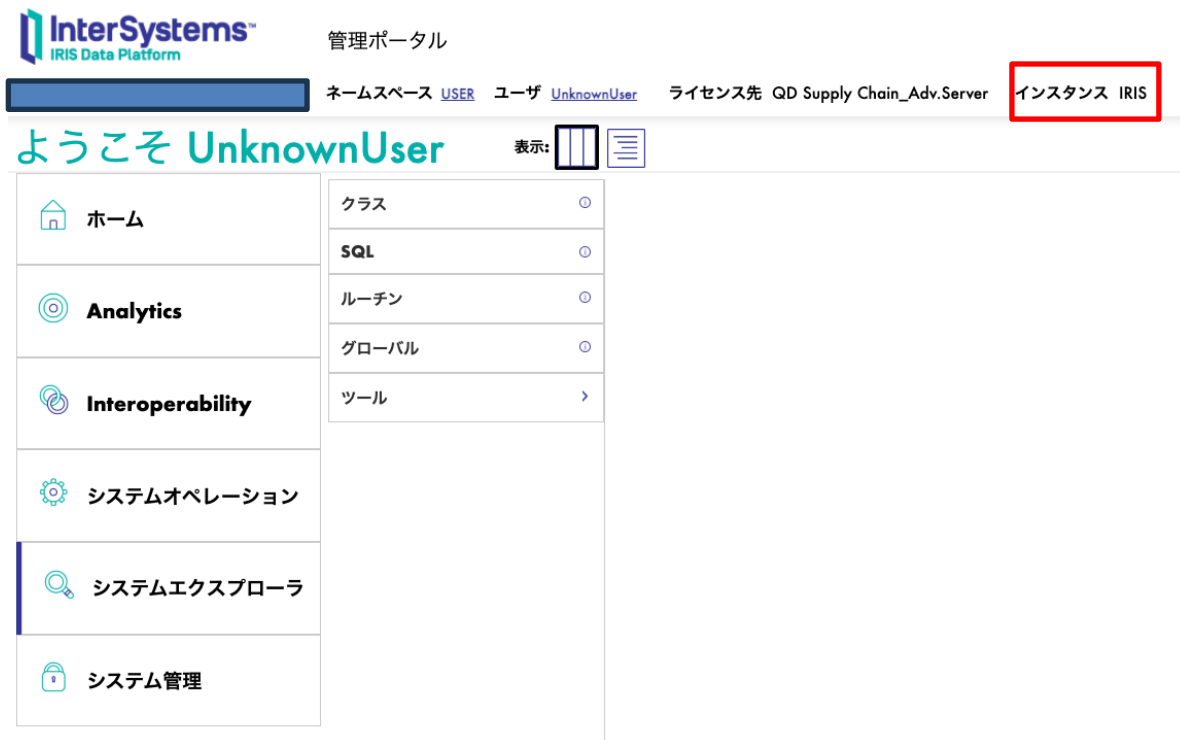 InterSystems™
IRIS Data Platform
管理ポータル
ネームスペース USER ユーザ UnknownUser ライセンス先 QD Supply Chain_Adv.Server インスタンス IRIS
ようこそ UnknownUser 表示:
ホーム
Analytics
Interoperability
システムオペレーション
システムエクスプローラ
システム管理
クラス
SQL
ルーチン
グローバル
ツール